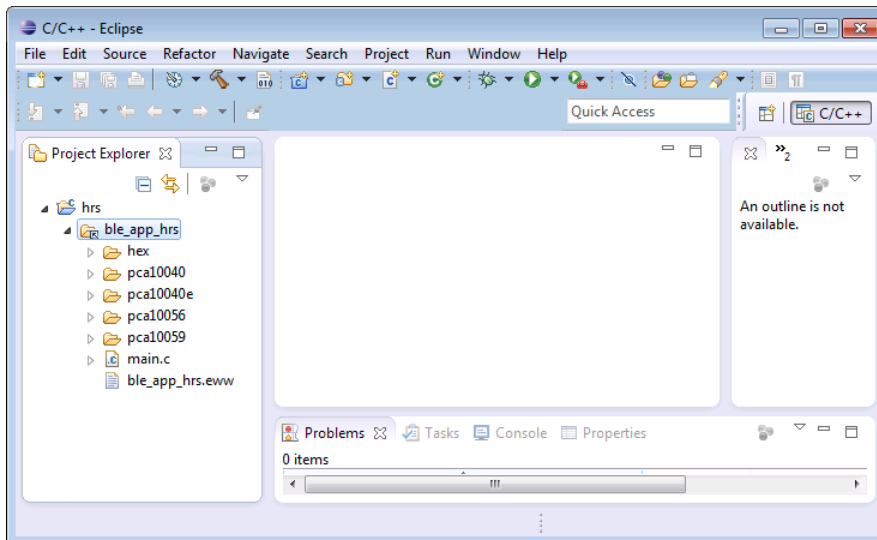 C/C++ - Eclipse
File Edit Source Refactor Navigate Search Project Run Window Help
010
Quick Access
C/C++
Project Explorer
»2
hrs
ble_app_hrs
hex
pca10040
pca10040e
pca10056
pca10059
main.c
ble_app_hrs.eww
An outline is not
available.
Problems Tasks Console Properties
0 items